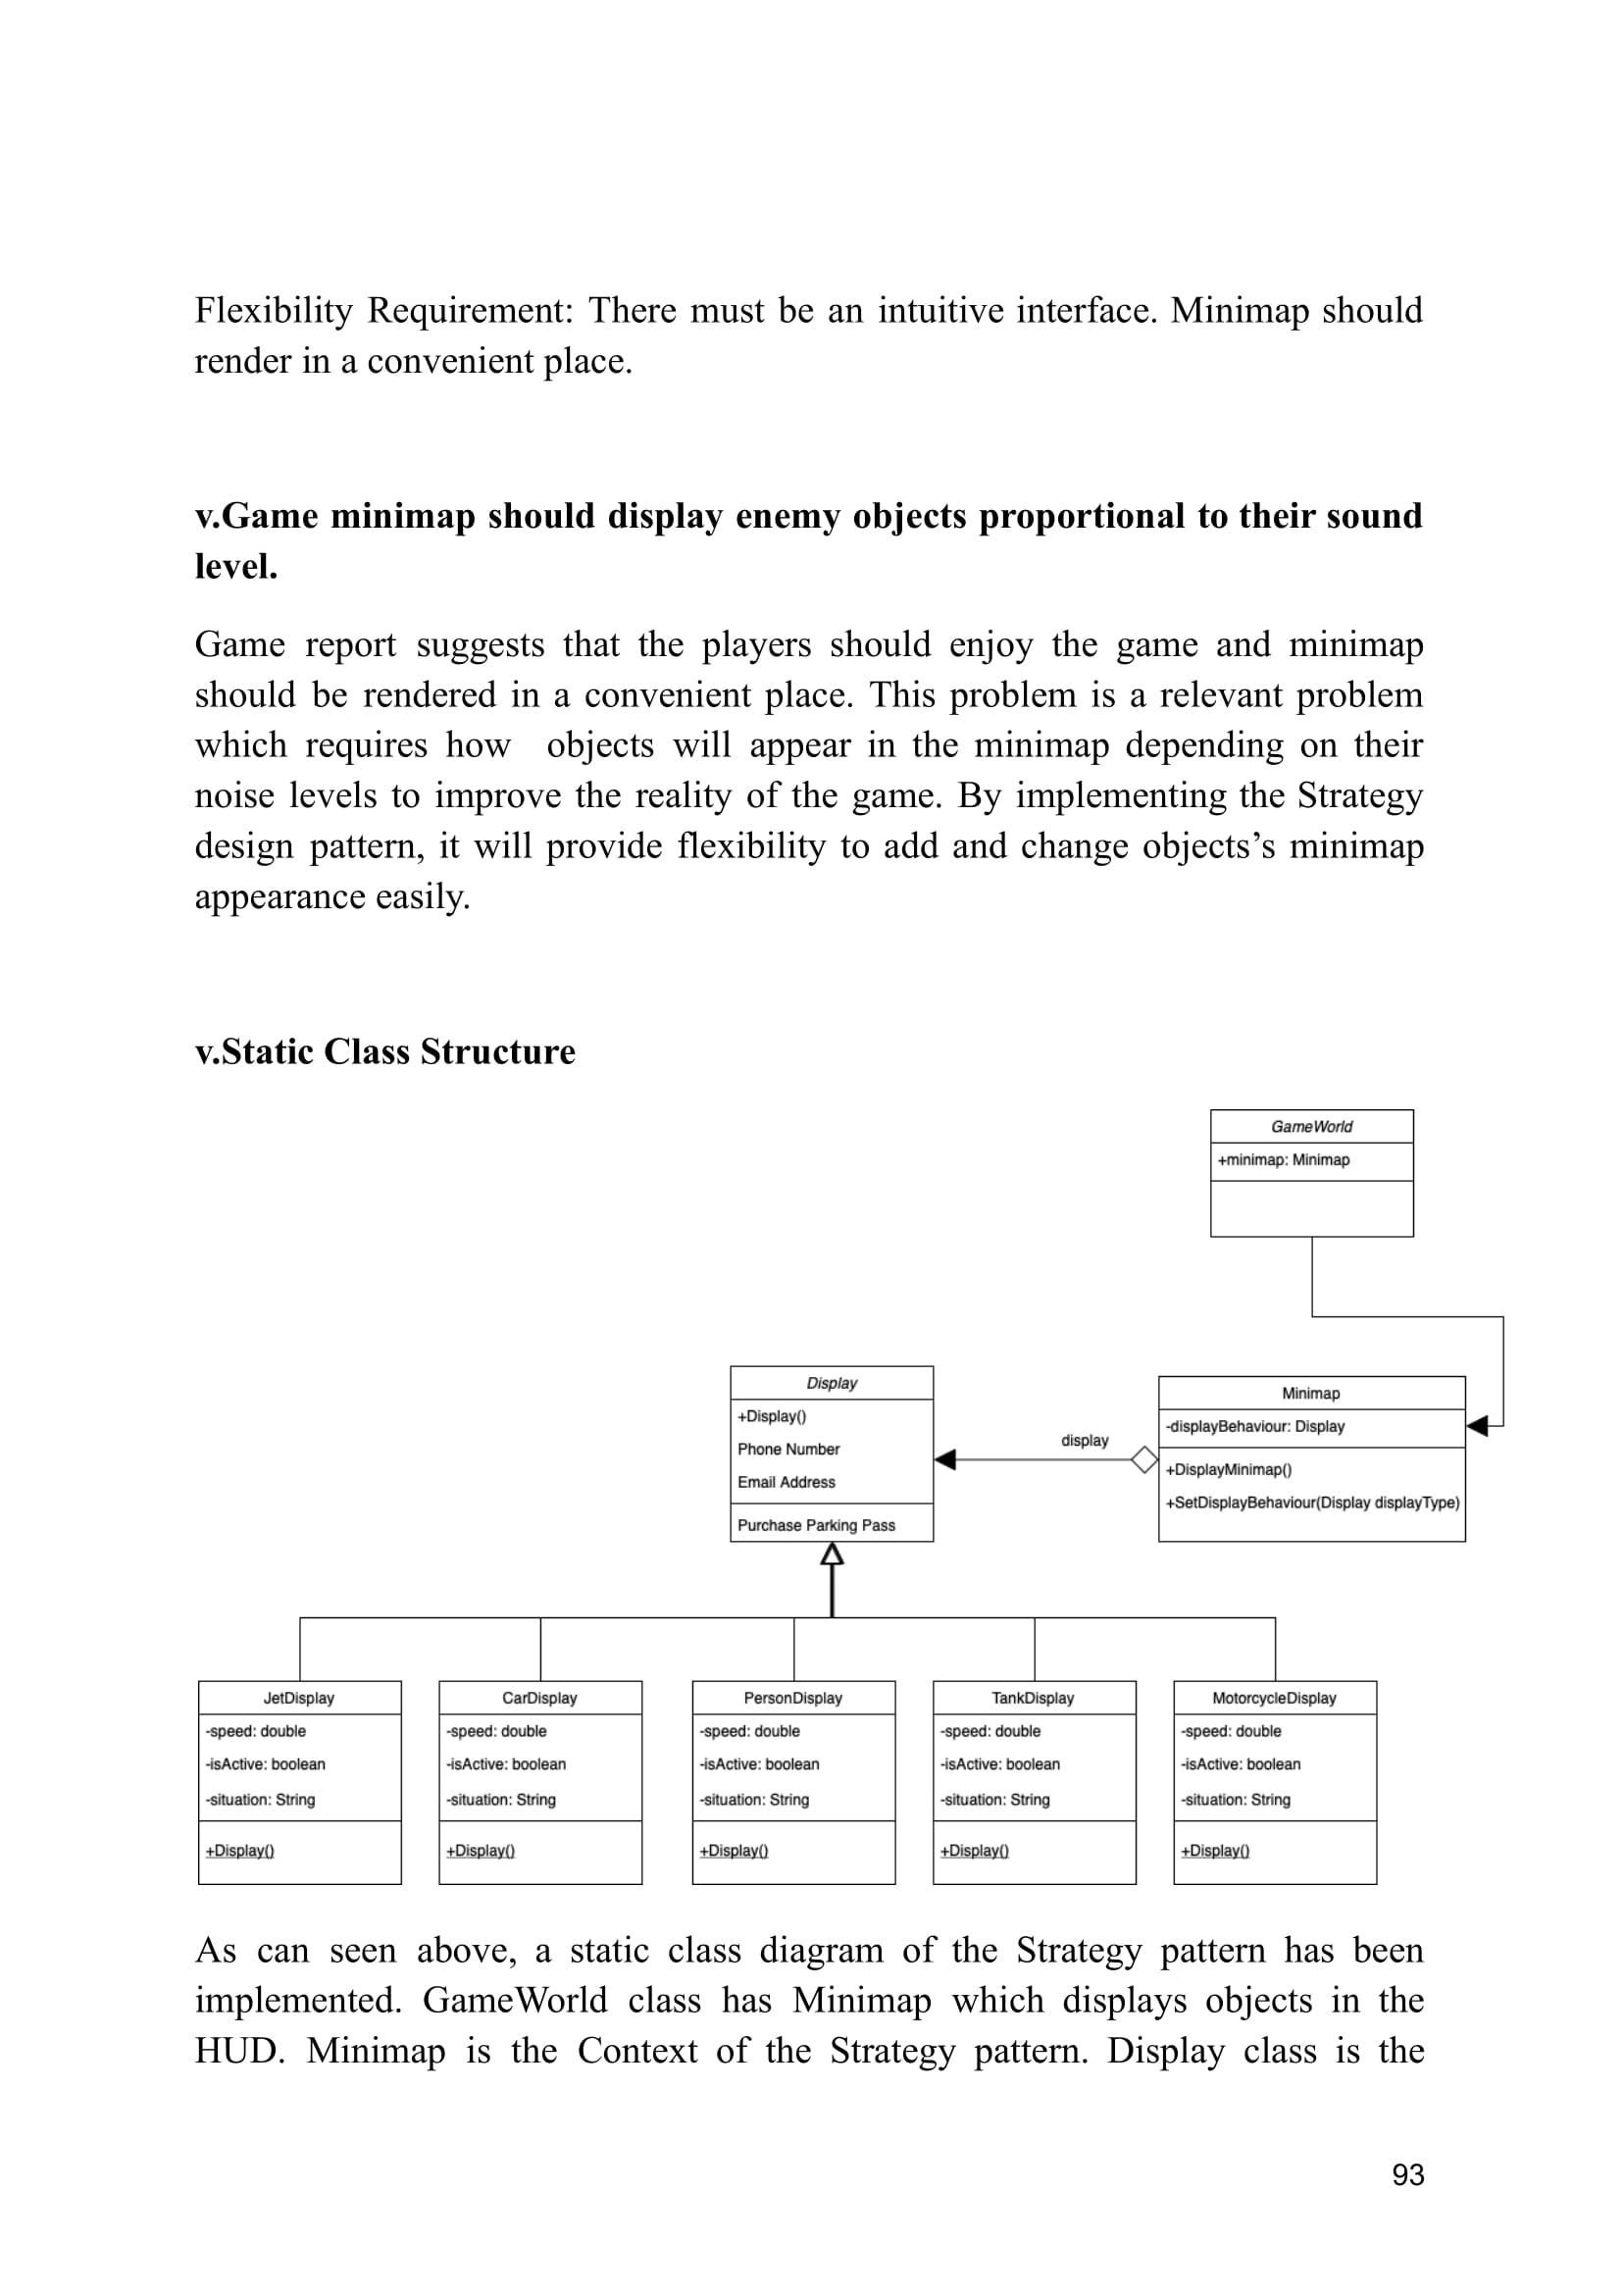 Flexibility Requirement: There must be an intuitive interface. Minimap should
render in a convenient place.
v.Game minimap should display enemy objects proportional to their sound
level.
Game report suggests that the players should enjoy the game and minimap
should be rendered in a convenient place. This problem is a relevant problem
which requires how objects will appear in the minimap depending on their
noise levels to improve the reality of the game. By implementing the Strategy
design pattern, it will provide flexibility to add and change objects’s minimap
appearance easily.
v.Static Class Structure
GameWorld
+minimap: Minimap
Display
+Display()
Phone Number
Email Address
Purchase Parking Pass
display
Minimap
-displayBehaviour: Display
+DisplayMinimap()
+SetDisplayBehaviour(Display displayType)
JetDisplay
-speed: double
-isActive: boolean
-situation: String
+Display()
CarDisplay
-speed: double
-isActive: boolean
-situation: String
+Display()
PersonDisplay
-speed: double
-isActive: boolean
-situation: String
+Display()
TankDisplay
-speed: double
-isActive: boolean
-situation: String
+Display()
MotorcycleDisplay
-speed: double
-isActive: boolean
-situation: String
+Display()
As can seen above, a static class diagram of the Strategy pattern has been
implemented. GameWorld class has Minimap which displays objects in the
HUD. Minimap is the Context of the Strategy pattern. Display class is the
93